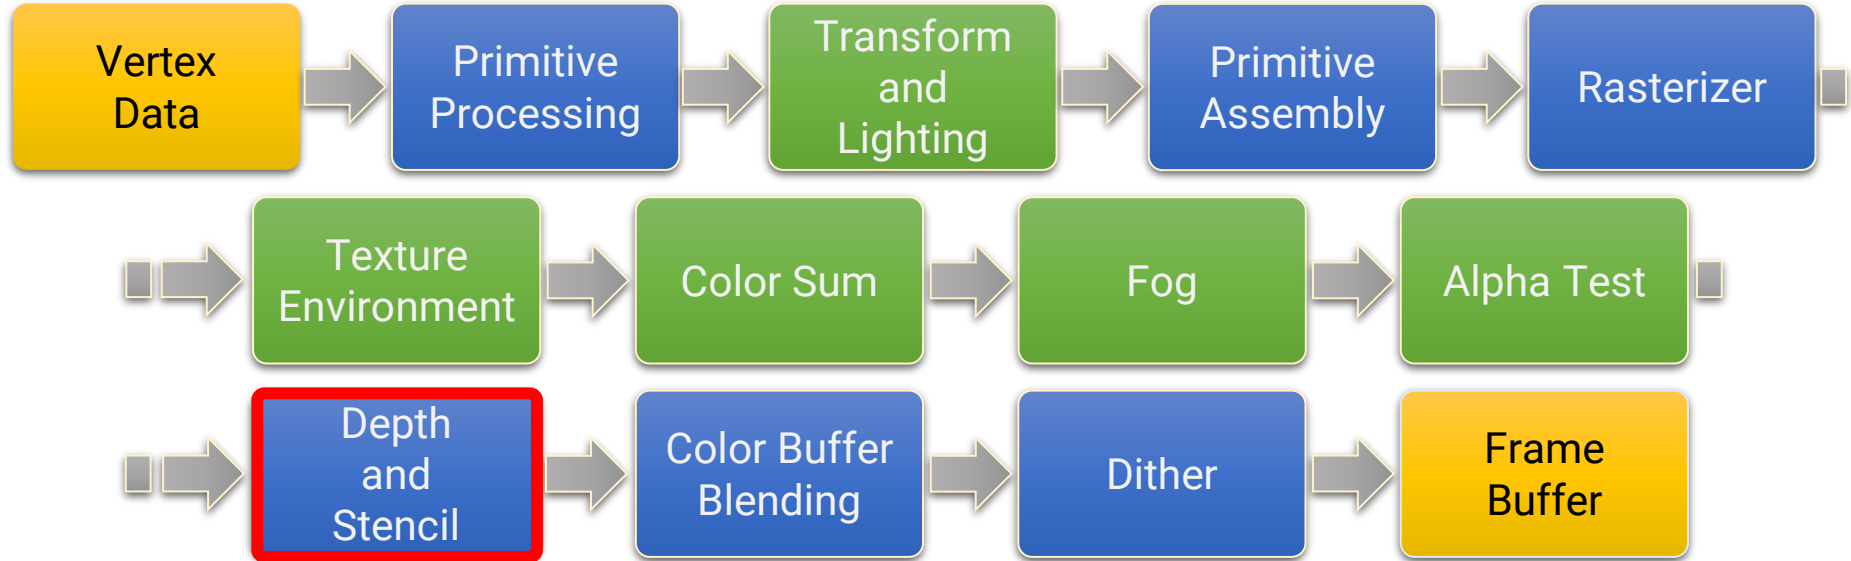 Vertex
Data
Primitive
Processing
Transform
and
Lighting
Primitive
Assembly
Rasterizer
Texture
Environment
Color Sum
Fog
Alpha Test
Depth
and
Stencil
Color Buffer
Blending
Dither
Frame
Buffer